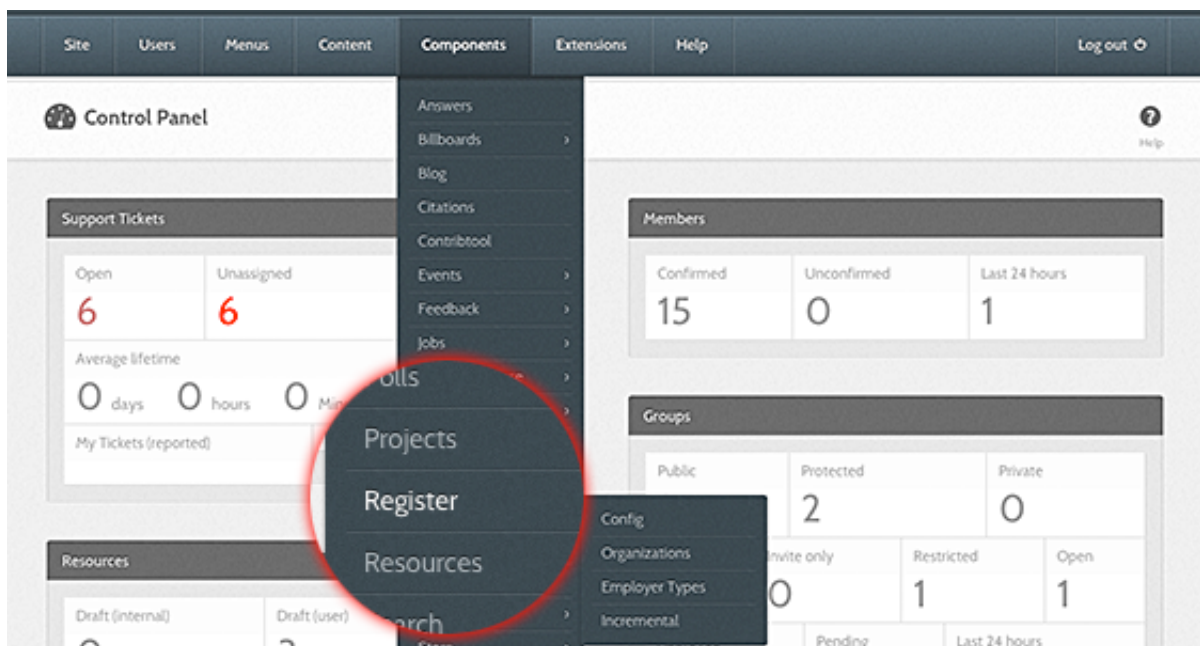 Site Users Menus Content Components Extensions Help Log out
Control Panel
Help
Answers
Billboards
Blog
Citations
Contribtool
Events
Feedback
Jobs
Projects
Register
Resources
Config
Organizations
Employer Types
Incremental
Support Tickets
Open Unassigned
6 6
Average lifetime
0 days 0 hours 0
My Tickets (reported)
Resources
Draft (internal) Draft (user)
Members
Confirmed Unconfirmed Last 24 hours
15 0 1
Groups
Public Protected Private
2 0
Invite only Restricted Open
0 1 1
Pending Last 24 hours